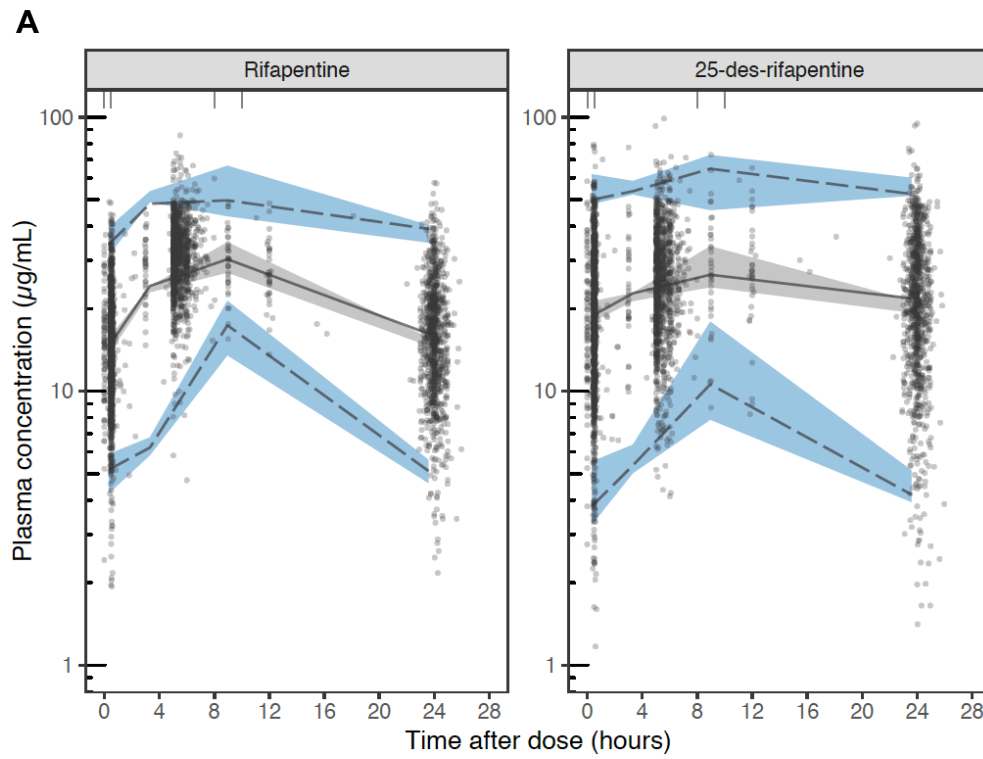 A
Rifapentine
25-des-rifapentine
Plasma concentration (µg/mL)
100
10
1
100
10
1
0 4 8 12 16 20 24 28
0 4 8 12 16 20 24 28
Time after dose (hours)